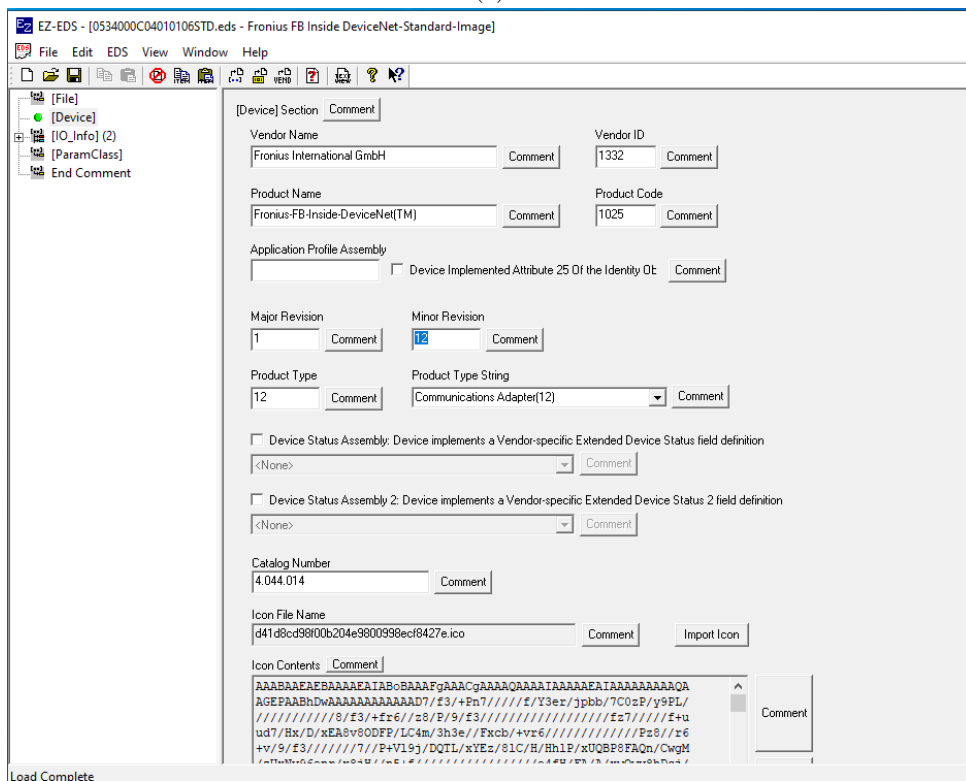 EZ-EDS - [0534000C04010106STD.eds - Fronius FB Inside DeviceNet-Standard-Image]
File Edit EDS View Window Help
[File]
[Device]
[IO_Info] (2)
[ParamClass]
End Comment
[Device] Section Comment
Vendor Name Vendor ID
Fronius International GmbH Comment 1332 Comment
Product Name Product Code
Fronius-FB-Inside-DeviceNet(TM) Comment 1025 Comment
Application Profile Assembly
Device Implemented Attribute 25 Of the Identity Ob Comment
Major Revision Minor Revision
1 Comment 12 Comment
Product Type Product Type String
12 Comment Communications Adapter(12) Comment
Device Status Assembly: Device implements a Vendor-specific Extended Device Status field definition
<None> Comment
Device Status Assembly 2: Device implements a Vendor-specific Extended Device Status 2 field definition
<None> Comment
Catalog Number
4.044.014 Comment
Icon File Name
d41d8cd98f00b204e9800998ecf8427e.ico Comment Import Icon
Icon Contents Comment
AAABAAEAEBAAAAEAIABoBAAAFgAAACgAAAAQAAAAIAAAAAEAIAAAAAAAAAQA
AGEPAABhDwAAAAAAAAAAAAD7/f3/+Pn7/////f/Y3er/jpbb/7C0zP/y9PL/
///////////8/f3/+fr6//z8/P/9/f3///////////////////fz7/////f+u
ud7/Hx/D/xEA8v8ODFP/LC4m/3h3e//Fxcb/+vr6/////////////Pz8//r6
+v/9/f3///////7//P+Vl9j/DQTL/xYEz/8lC/H/HhlP/xUQBP8FAQn/CwgM
Comment
Load Complete